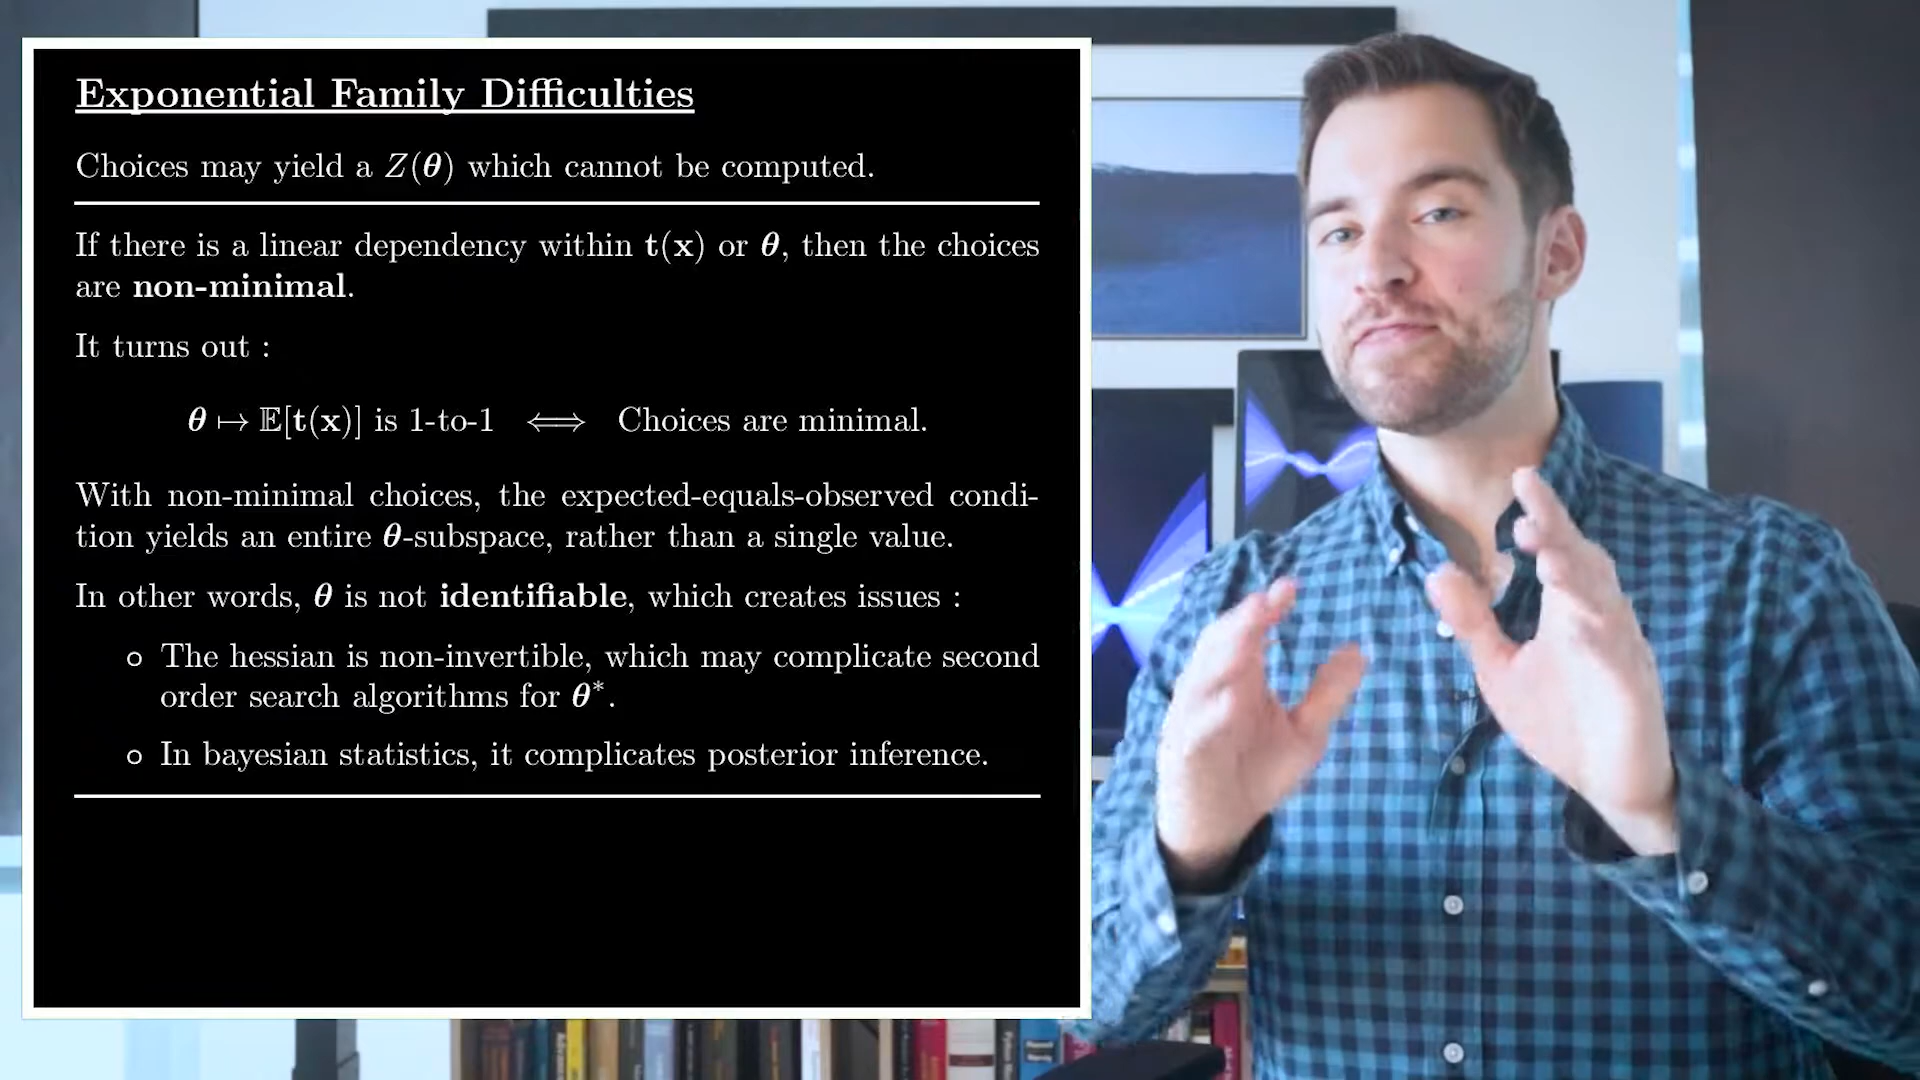 Exponential Family Difficulties
Choices may yield a Z(θ) which cannot be computed.
If there is a linear dependency within t(x) or θ, then the choices
are non-minimal.
It turns out :
θ ↦ 𝔼[t(x)] is 1-to-1 ⟺ Choices are minimal.
With non-minimal choices, the expected-equals-observed condi-
tion yields an entire θ-subspace, rather than a single value.
In other words, θ is not identifiable, which creates issues :
∘ The hessian is non-invertible, which may complicate second
order search algorithms for θ*.
∘ In bayesian statistics, it complicates posterior inference.